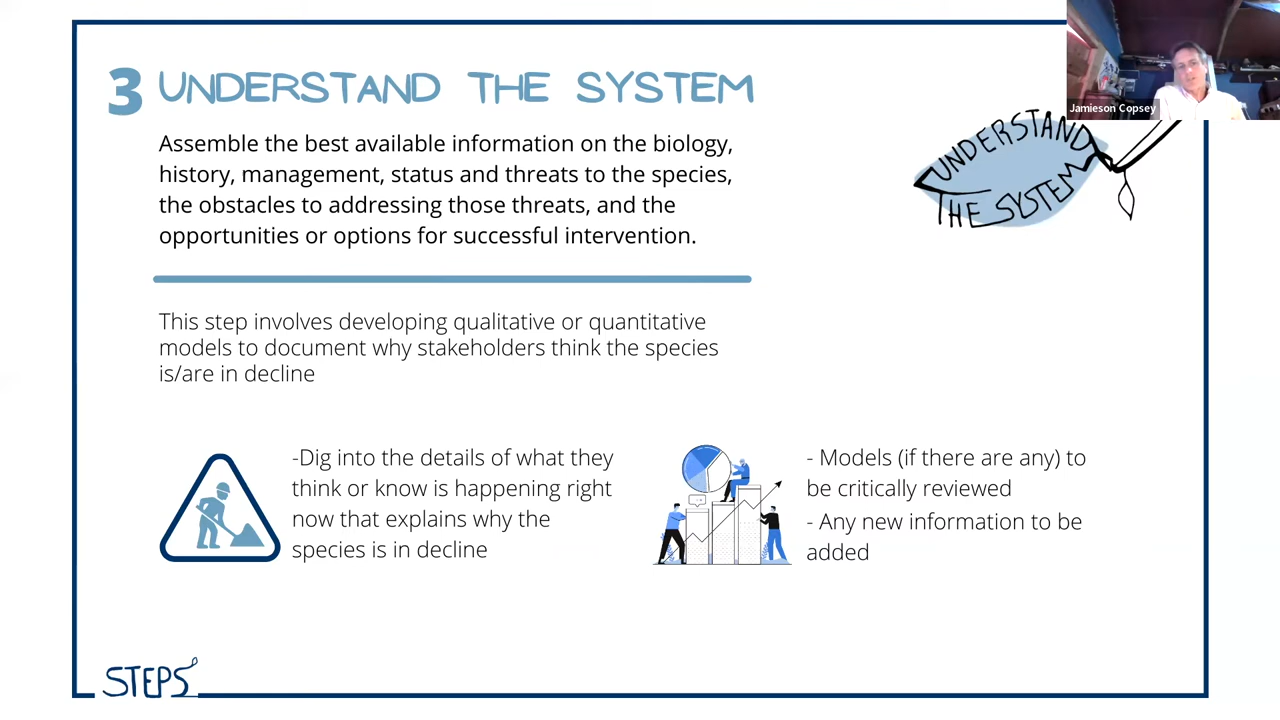 3 UNDERSTAND THE SYSTEM
Assemble the best available information on the biology,
history, management, status and threats to the species,
the obstacles to addressing those threats, and the
opportunities or options for successful intervention.
This step involves developing qualitative or quantitative
models to document why stakeholders think the species
is/are in decline
-Dig into the details of what they
think or know is happening right
now that explains why the
species is in decline
- Models (if there are any) to
be critically reviewed
- Any new information to be
added
Jamieson Copsey
UNDERSTAND
THE SYSTEM
STEPS